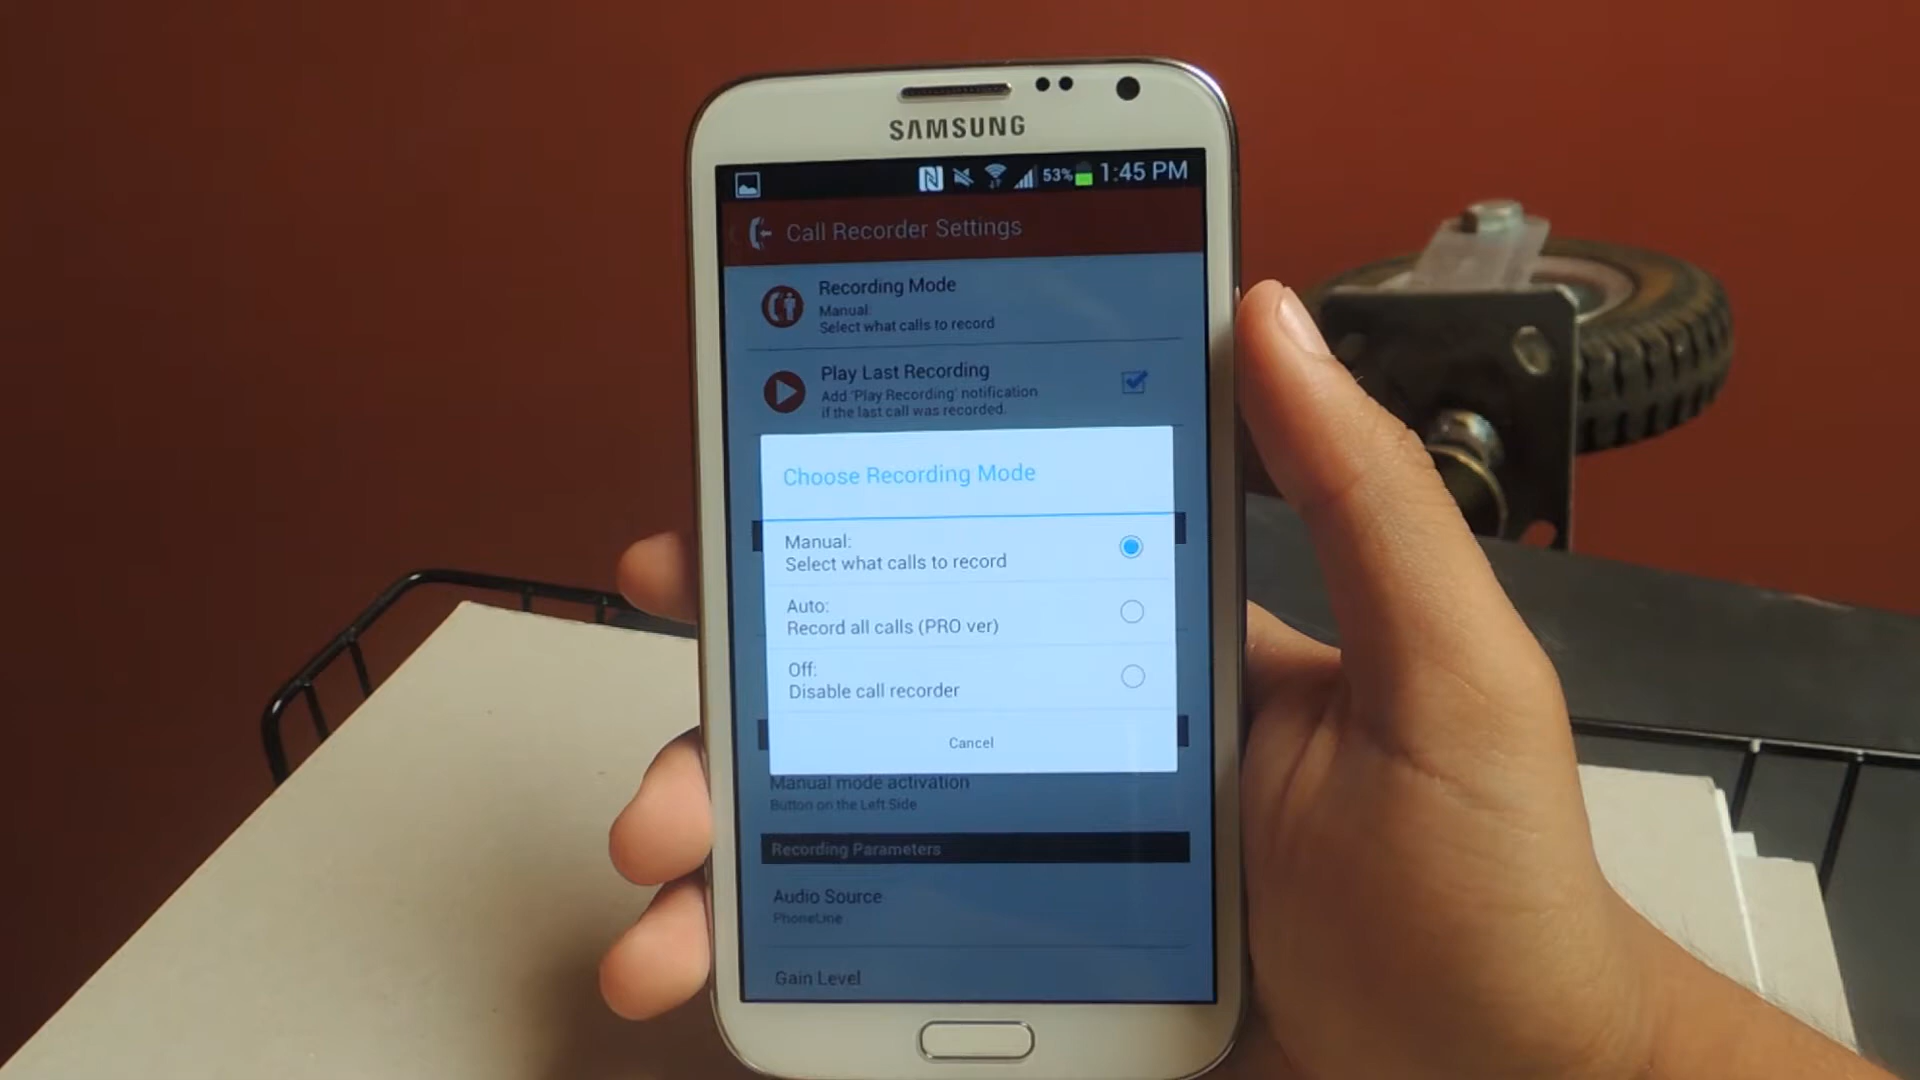 SAMSUNG
53% 1:45 PM
Call Recorder Settings
Recording Mode
Manual:
Select what calls to record
Play Last Recording
Add 'Play Recording' notification
if the last call was recorded.
Choose Recording Mode
Manual:
Select what calls to record
Auto:
Record all calls (PRO ver)
Off:
Disable call recorder
Cancel
Manual mode activation
Button on the Left Side
Recording Parameters
Audio Source
PhoneLine
Gain Level